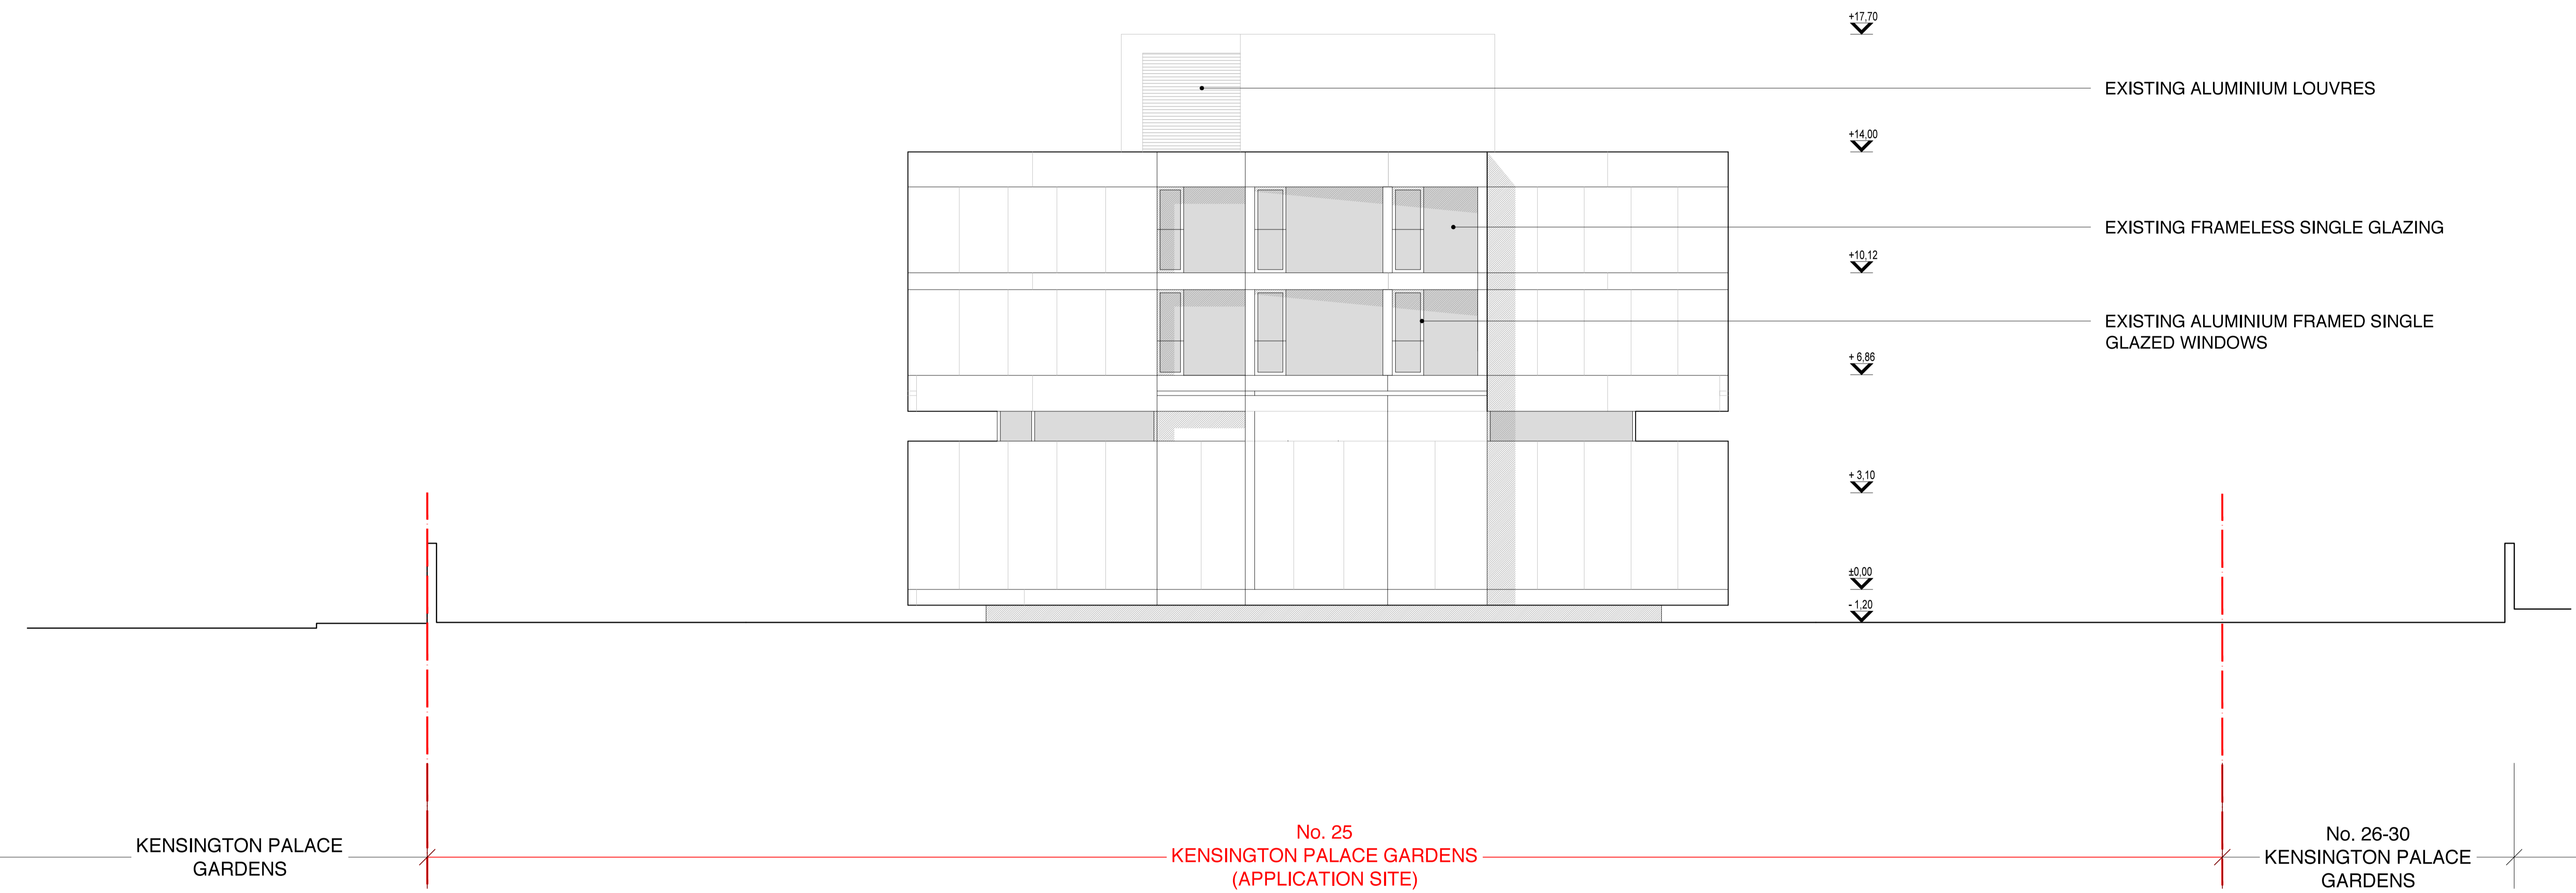 +17,70
EXISTING ALUMINIUM LOUVRES
+14,00
EXISTING FRAMELESS SINGLE GLAZING
+10,12
EXISTING ALUMINIUM FRAMED SINGLE
GLAZED WINDOWS
+ 6,86
+ 3,10
±0,00
- 1,20
KENSINGTON PALACE
GARDENS
No. 25
KENSINGTON PALACE GARDENS
(APPLICATION SITE)
No. 26-30
KENSINGTON PALACE
GARDENS